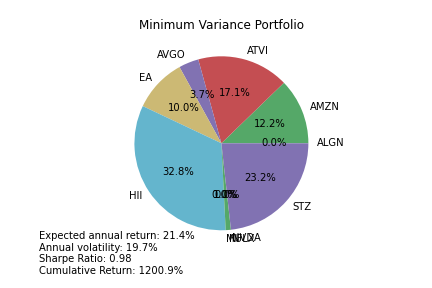 Minimum Variance Portfolio
ATVI
AVGO
EA
AMZN
3.7%
17.1%
10.0%
12.2%
0.0%
ALGN
32.8%
23.2%
HII
STZ
Expected annual return: 21.4%
Annual volatility: 19.7%
Sharpe Ratio: 0.98
Cumulative Return: 1200.9%